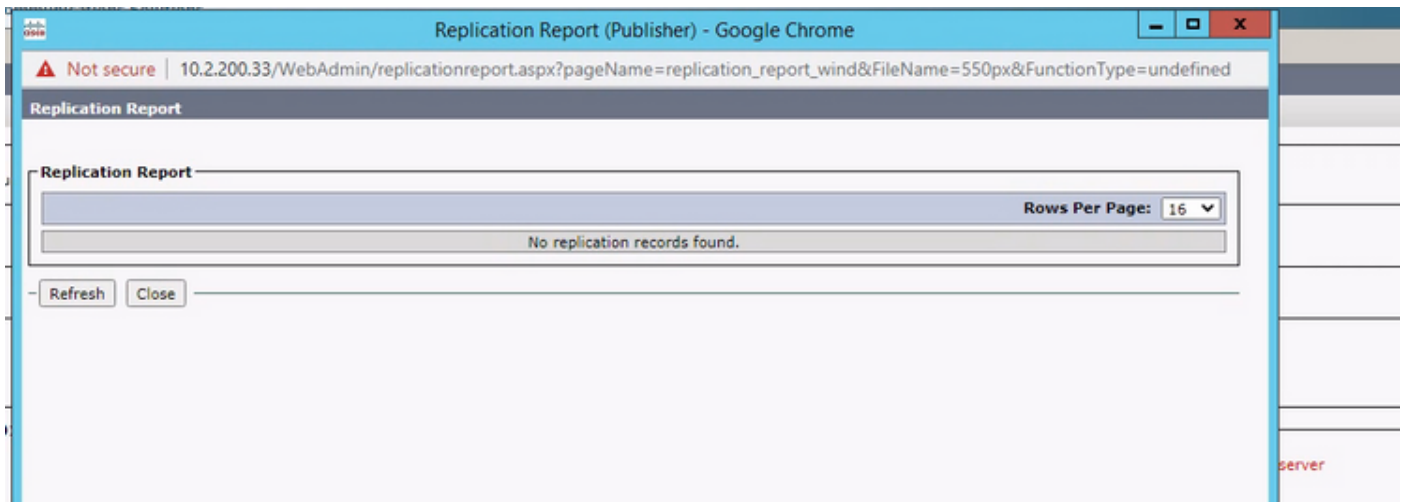 Replication Report (Publisher) - Google Chrome
Not secure | 10.2.200.33/WebAdmin/replicationreport.aspx?pageName=replication_report_wind&FileName=550px&FunctionType=undefined
Replication Report
Replication Report
Rows Per Page: 16
No replication records found.
Refresh Close
server